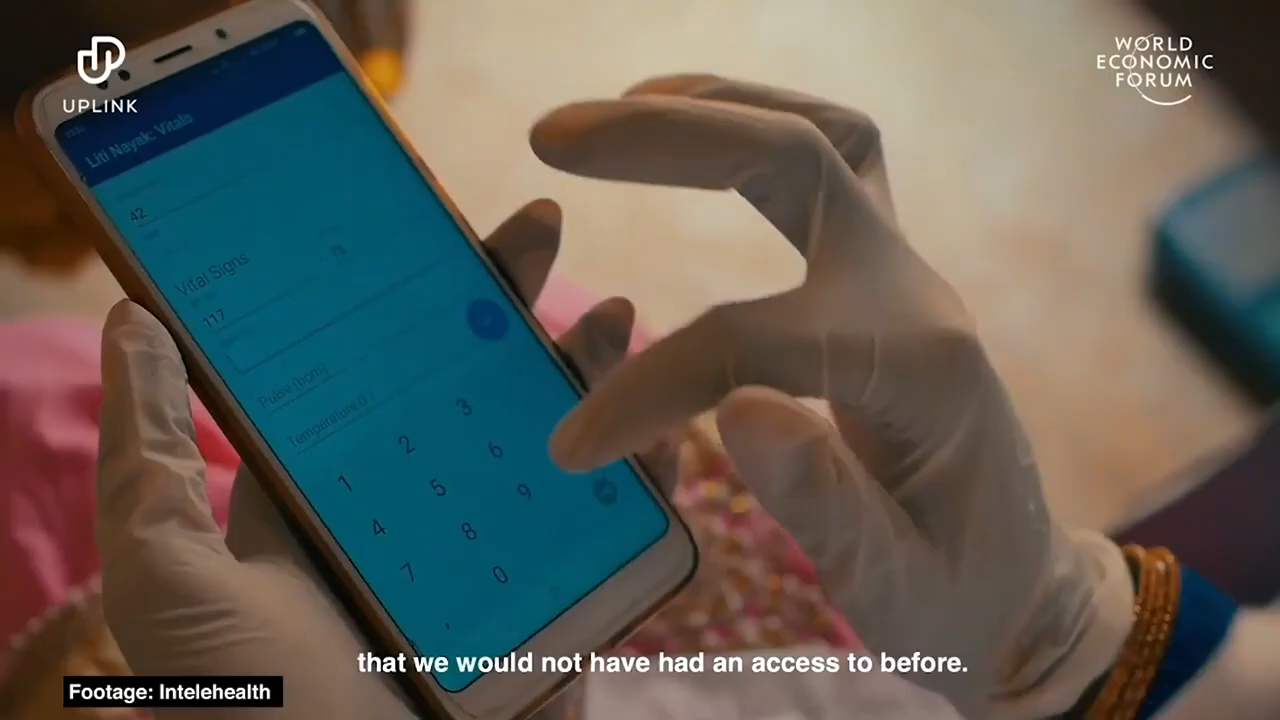 UPLINK
WORLD
ECONOMIC
FORUM
Liti Nayak: Vitals
42
Vital Signs
75
117
Pulse (bpm)
Temperature (F)
1 2 3
4 5 6
7 8 9
0
that we would not have had an access to before.
Footage: Intelehealth